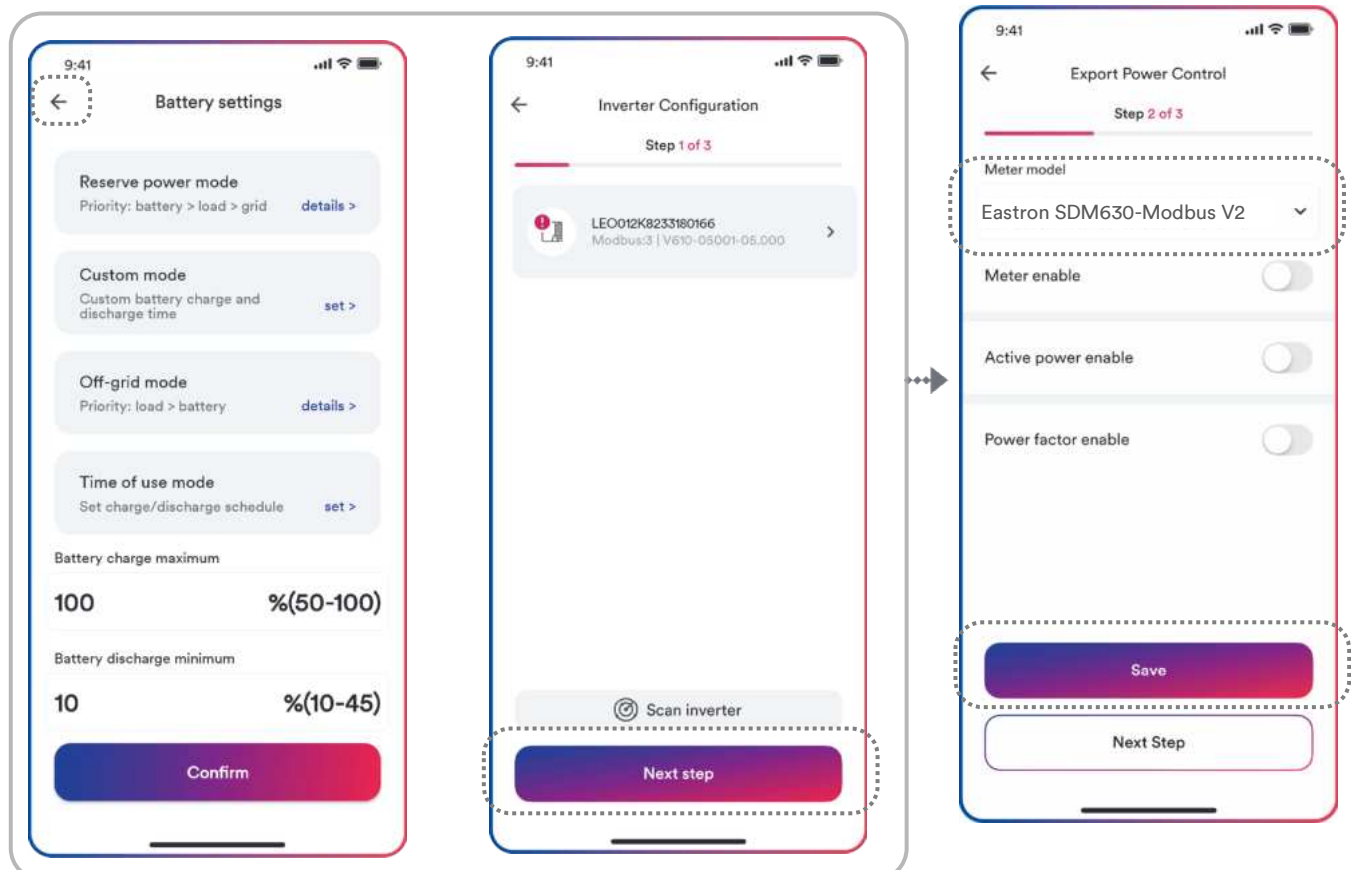 9:41
Battery settings
Reserve power mode
Priority: battery > load > grid details >
Custom mode
Custom battery charge and
discharge time
set >
Off-grid mode
Priority: load > battery details >
Time of use mode
Set charge/discharge schedule set >
Battery charge maximum
100 %(50-100)
Battery discharge minimum
10 %(10-45)
Confirm
9:41
Inverter Configuration
Step 1 of 3
LEO012K8233180166
Modbus:3 | V610-05001-05.000
Scan inverter
Next step
9:41
Export Power Control
Step 2 of 3
Meter model
Eastron SDM630-Modbus V2
Meter enable
Active power enable
Power factor enable
Save
Next Step